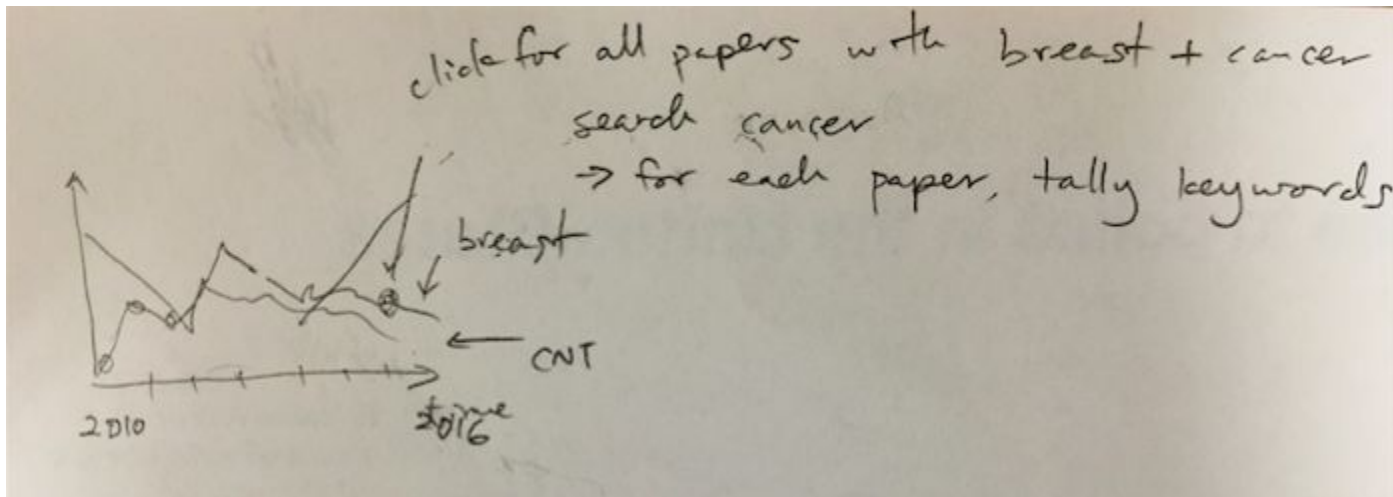 click for all papers with breast + cancer
search cancer
→ for each paper, tally keywords
breast
CNT
2010
time
2016